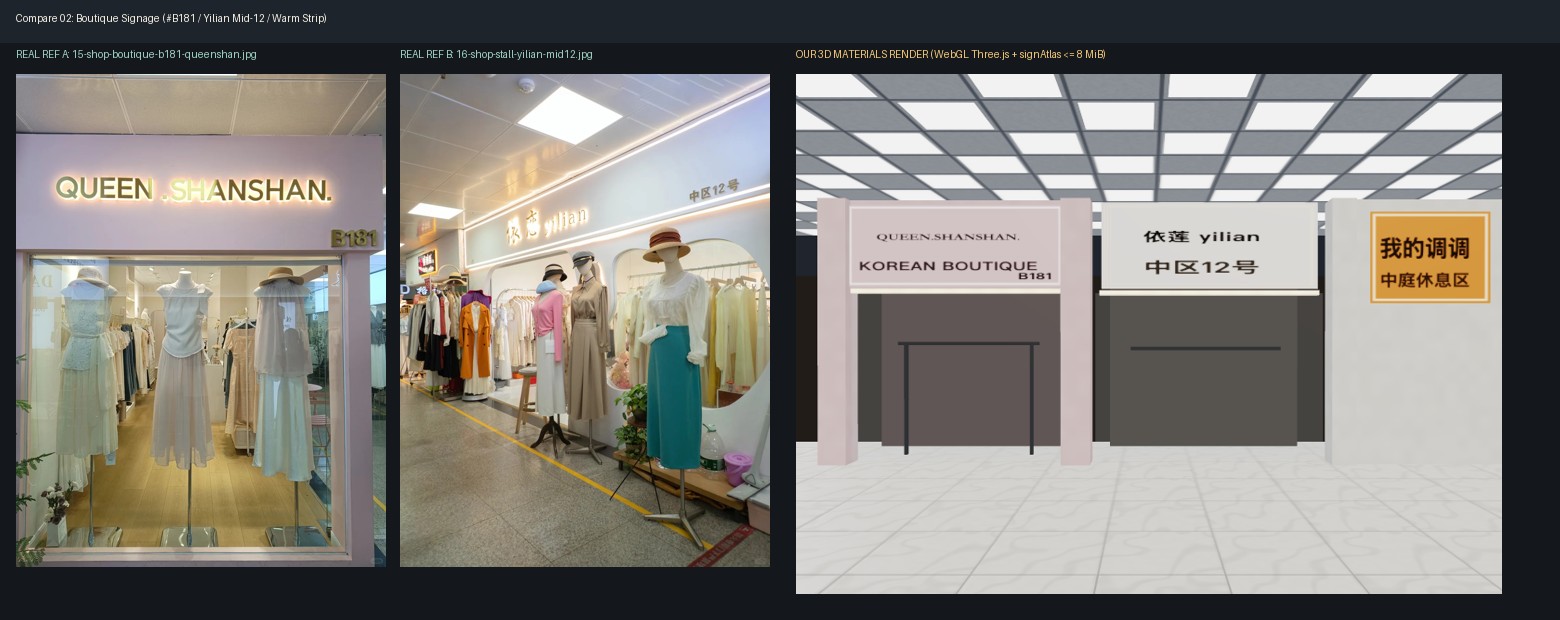 Compare 02: Boutique Signage (#B181 / Yilian Mid-12 / Warm Strip)
REAL REF A: 15-shop-boutique-b181-queenshan.jpg
REAL REF B: 16-shop-stall-yilian-mid12.jpg
OUR 3D MATERIALS RENDER (WebGL Three.js + signAtlas <= 8 MiB)
QUEEN.SHANSHAN.
B181
yilian
中区12号
QUEEN.SHANSHAN.
KOREAN BOUTIQUE
B181
依莲 yilian
中区12号
我的调调
中庭休息区